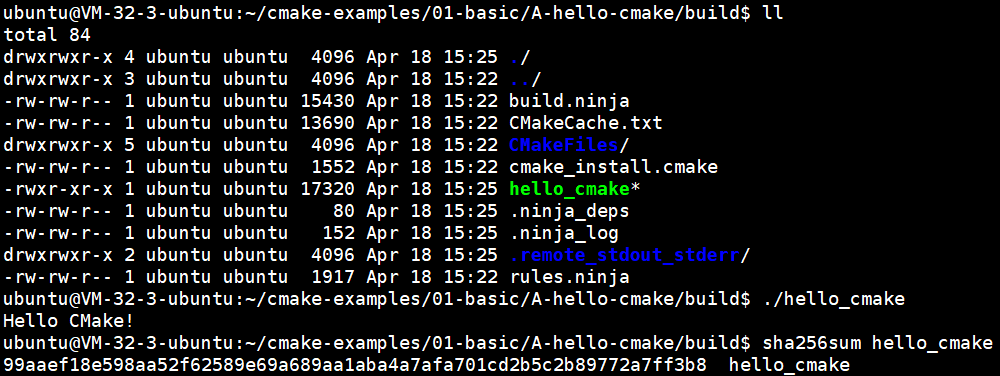 ubuntu@VM-32-3-ubuntu:~/cmake-examples/01-basic/A-hello-cmake/build$ ll
total 84
drwxrwxr-x 4 ubuntu ubuntu  4096 Apr 18 15:25 ./
drwxrwxr-x 3 ubuntu ubuntu  4096 Apr 18 15:22 ../
-rw-rw-r-- 1 ubuntu ubuntu 15430 Apr 18 15:22 build.ninja
-rw-rw-r-- 1 ubuntu ubuntu 13690 Apr 18 15:22 CMakeCache.txt
drwxrwxr-x 5 ubuntu ubuntu  4096 Apr 18 15:22 CMakeFiles/
-rw-rw-r-- 1 ubuntu ubuntu  1552 Apr 18 15:22 cmake_install.cmake
-rwxr-xr-x 1 ubuntu ubuntu 17320 Apr 18 15:25 hello_cmake*
-rw-rw-r-- 1 ubuntu ubuntu    80 Apr 18 15:25 .ninja_deps
-rw-rw-r-- 1 ubuntu ubuntu   152 Apr 18 15:25 .ninja_log
drwxrwxr-x 2 ubuntu ubuntu  4096 Apr 18 15:25 .remote_stdout_stderr/
-rw-rw-r-- 1 ubuntu ubuntu  1917 Apr 18 15:22 rules.ninja
ubuntu@VM-32-3-ubuntu:~/cmake-examples/01-basic/A-hello-cmake/build$ ./hello_cmake
Hello CMake!
ubuntu@VM-32-3-ubuntu:~/cmake-examples/01-basic/A-hello-cmake/build$ sha256sum hello_cmake
99aaef18e598aa52f62589e69a689aa1aba4a7afa701cd2b5c2b89772a7ff3b8  hello_cmake